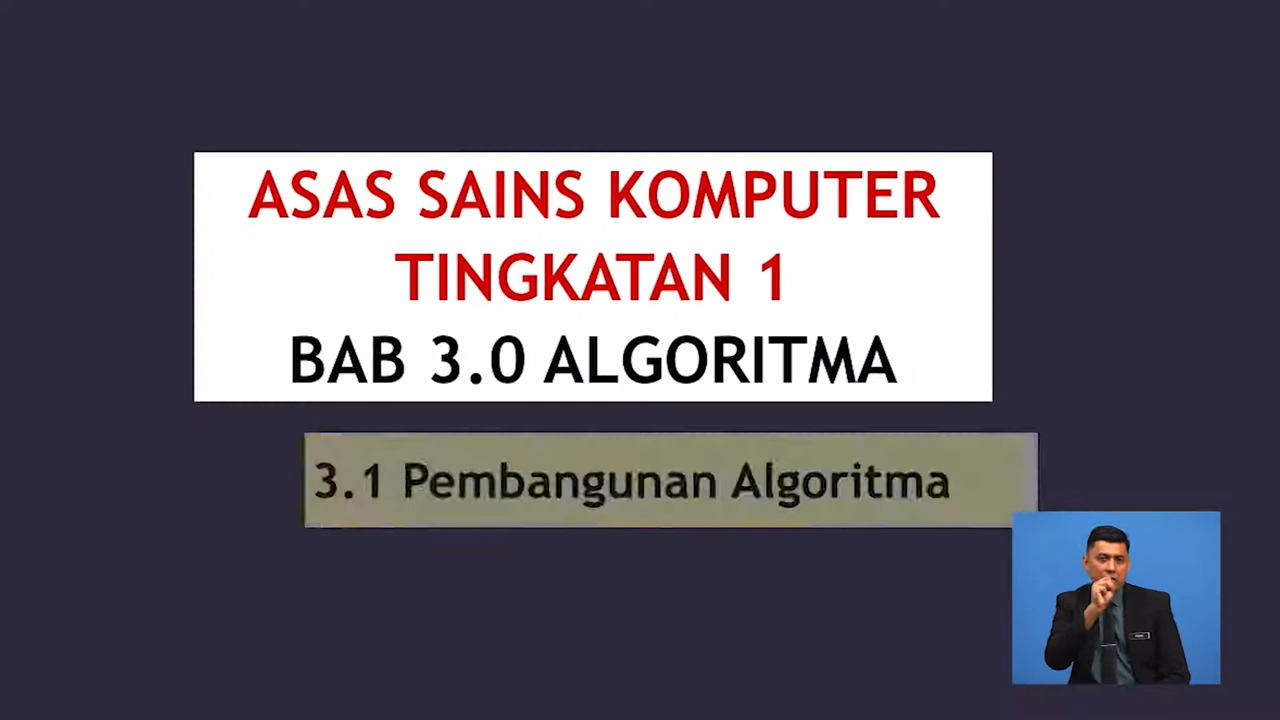 ASAS SAINS KOMPUTER
TINGKATAN 1
BAB 3.0 ALGORITMA
3.1 Pembangunan Algoritma